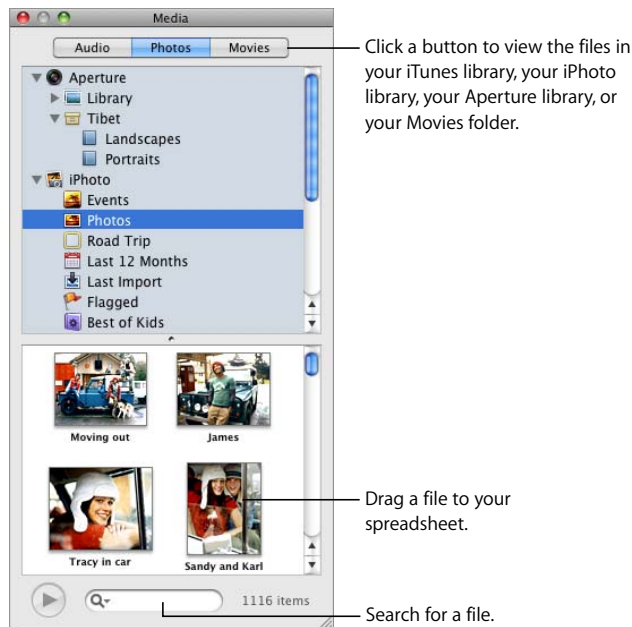 Media
Audio Photos Movies
Click a button to view the files in
your iTunes library, your iPhoto
library, your Aperture library, or
your Movies folder.
Aperture
Library
Tibet
Landscapes
Portraits
iPhoto
Events
Photos
Road Trip
Last 12 Months
Last Import
Flagged
Best of Kids
Moving out
James
Drag a file to your
spreadsheet.
Tracy in car
Sandy and Karl
1116 items
Search for a file.